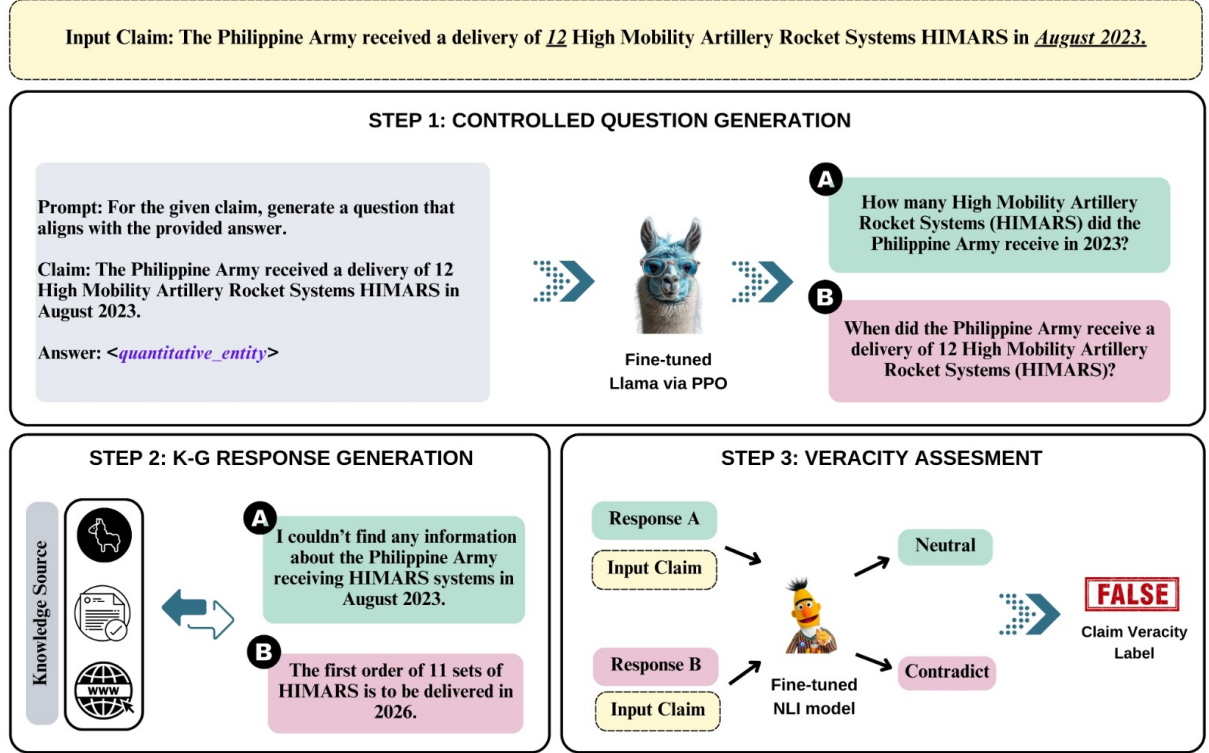 Input Claim: The Philippine Army received a delivery of 12 High Mobility Artillery Rocket Systems HIMARS in August 2023.
STEP 1: CONTROLLED QUESTION GENERATION
Prompt: For the given claim, generate a question that
aligns with the provided answer.
Claim: The Philippine Army received a delivery of 12
High Mobility Artillery Rocket Systems HIMARS in
August 2023.
Answer: <quantitative_entity>
Fine-tuned
Llama via PPO
A
How many High Mobility Artillery
Rocket Systems (HIMARS) did the
Philippine Army receive in 2023?
B
When did the Philippine Army receive a
delivery of 12 High Mobility Artillery
Rocket Systems (HIMARS)?
STEP 2: K-G RESPONSE GENERATION
Knowledge Source
WWW
A
I couldn't find any information
about the Philippine Army
receiving HIMARS systems in
August 2023.
B
The first order of 11 sets of
HIMARS is to be delivered in
2026.
STEP 3: VERACITY ASSESMENT
Response A
Input Claim
Response B
Input Claim
Fine-tuned
NLI model
Neutral
Contradict
FALSE
Claim Veracity
Label